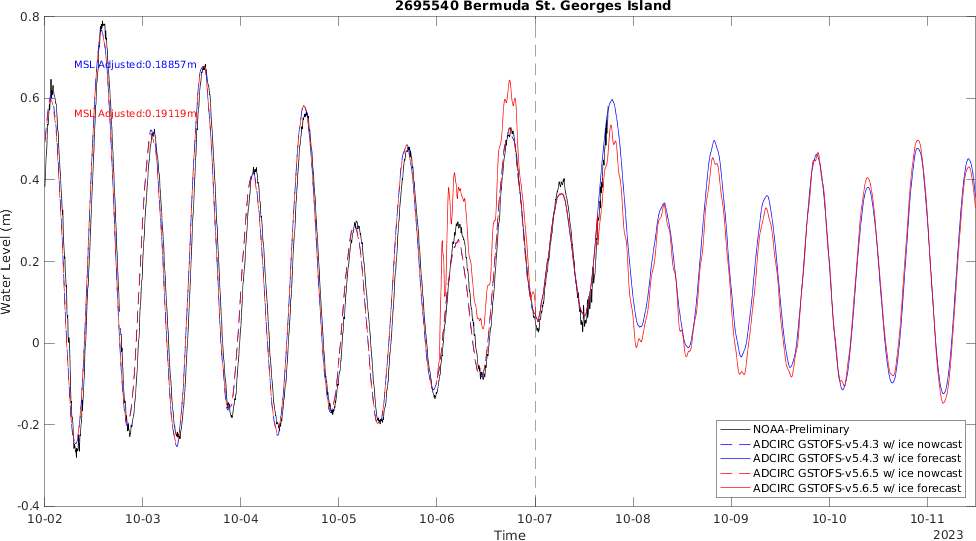 2695540 Bermuda St. Georges Island
0.8
0.6
0.4
0.2
0
-0.2
-0.4
Water Level (m)
MSL Adjusted:0.18857m
MSL Adjusted:0.19119m
NOAA-Preliminary
ADCIRC GSTOFS-v5.4.3 w/ ice nowcast
ADCIRC GSTOFS-v5.4.3 w/ ice forecast
ADCIRC GSTOFS-v5.6.5 w/ ice nowcast
ADCIRC GSTOFS-v5.6.5 w/ ice forecast
10-02 10-03 10-04 10-05 10-06 10-07 10-08 10-09 10-10 10-11
Time
2023